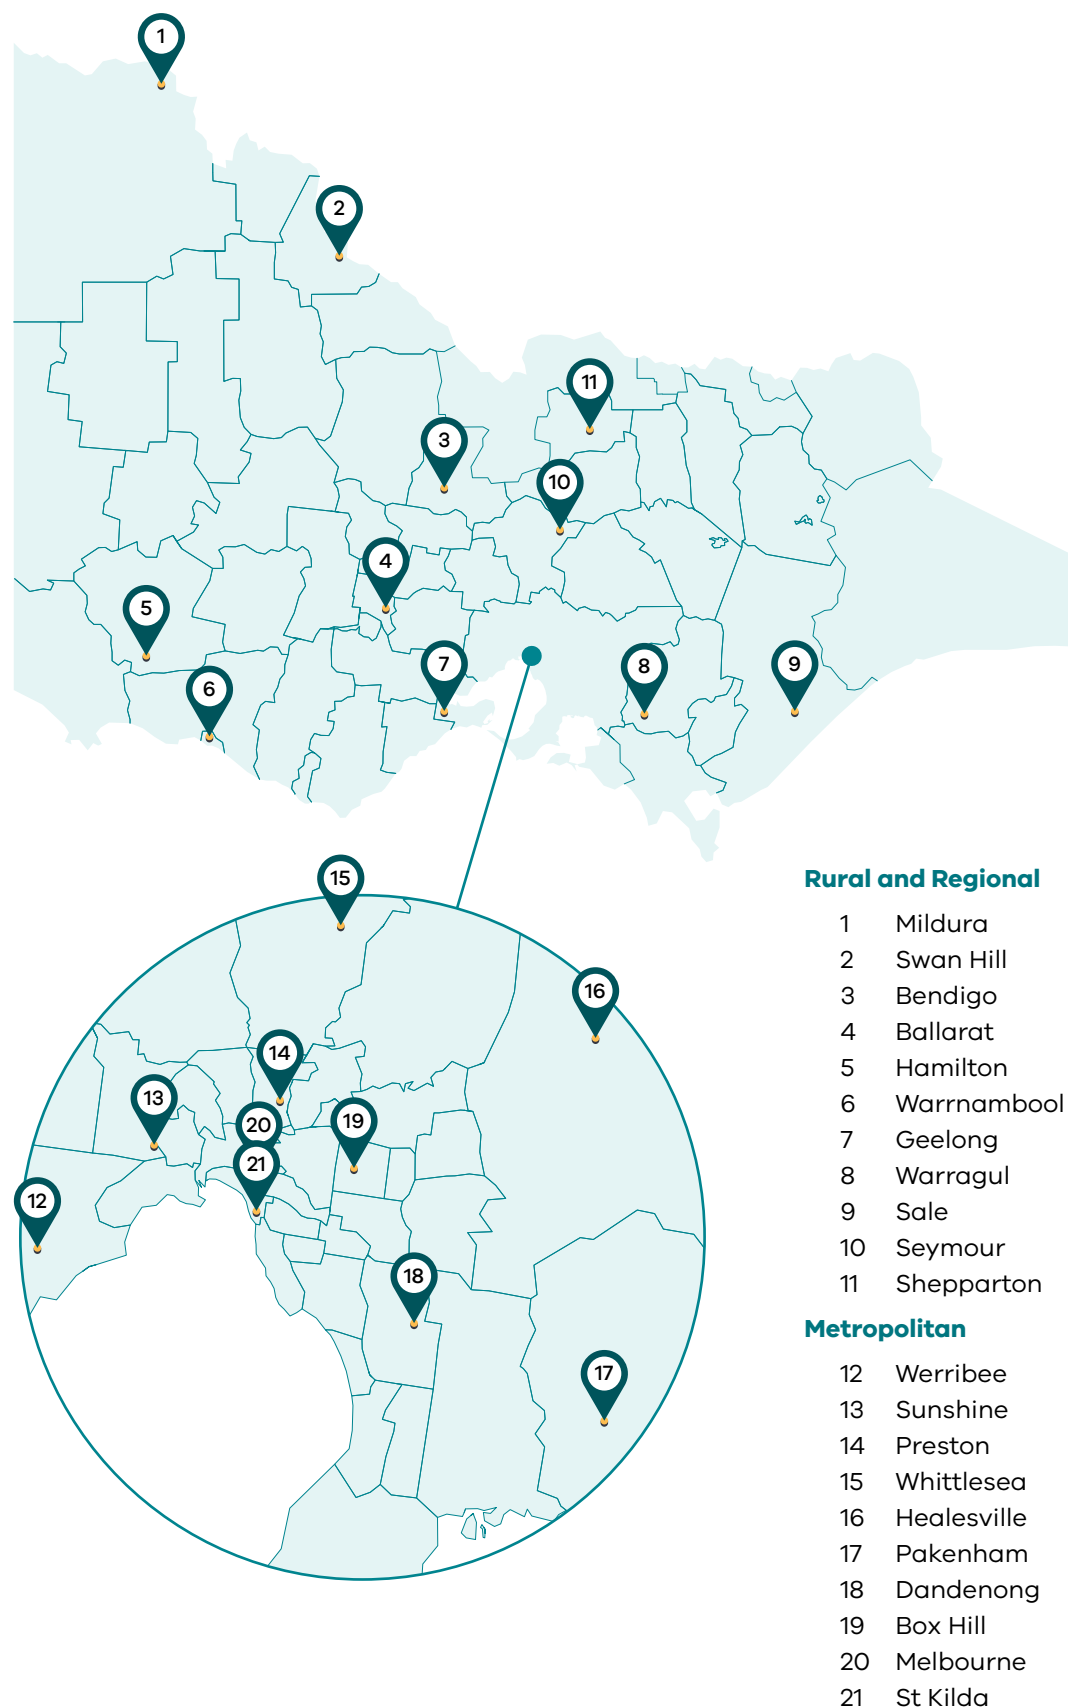 1
2
11
3
10
4
5
7
8
9
6
15
16
14
13
20
19
21
12
18
17
Rural and Regional
1 Mildura
2 Swan Hill
3 Bendigo
4 Ballarat
5 Hamilton
6 Warrnambool
7 Geelong
8 Warragul
9 Sale
10 Seymour
11 Shepparton
Metropolitan
12 Werribee
13 Sunshine
14 Preston
15 Whittlesea
16 Healesville
17 Pakenham
18 Dandenong
19 Box Hill
20 Melbourne
21 St Kilda